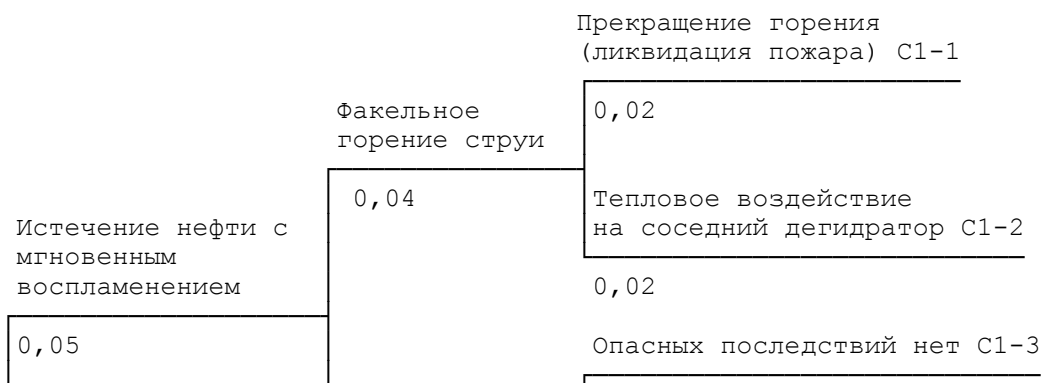 Прекращение горения
(ликвидация пожара) С1-1
0,02
Факельное
горение струи
0,04
Тепловое воздействие
на соседний дегидратор С1-2
0,02
Истечение нефти с
мгновенным
воспламенением
0,05
Опасных последствий нет С1-3